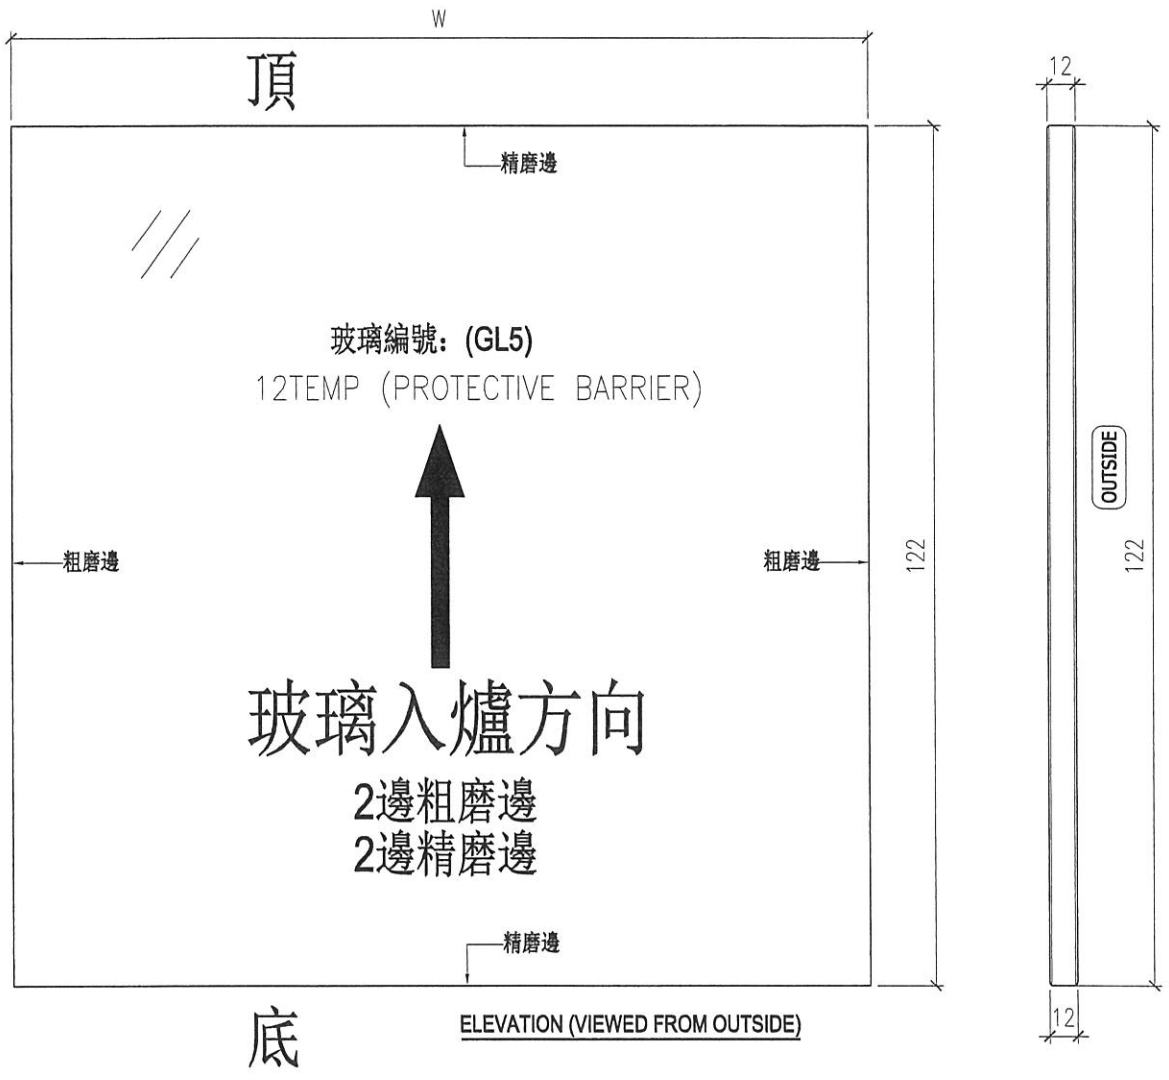 W
頂
12
精磨邊
玻璃編號：(GL5)
12TEMP (PROTECTIVE BARRIER)
OUTSIDE
粗磨邊
粗磨邊
122
122
玻璃入爐方向
2邊粗磨邊
2邊精磨邊
精磨邊
底
ELEVATION (VIEWED FROM OUTSIDE)
12